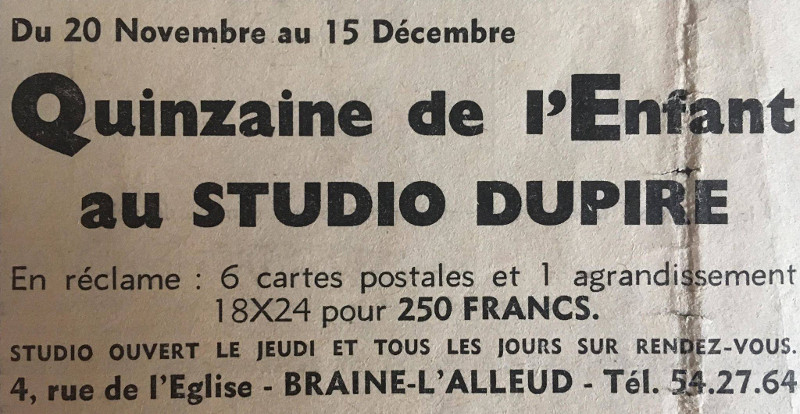 Du 20 Novembre au 15 Décembre
Quinzaine de l'Enfant
au STUDIO DUPIRE
En réclame : 6 cartes postales et 1 agrandissement
18X24 pour 250 FRANCS.
STUDIO OUVERT LE JEUDI ET TOUS LES JOURS SUR RENDEZ-VOUS.
4, rue de l'Eglise - BRAINE-L'ALLEUD - Tél. 54.27.64